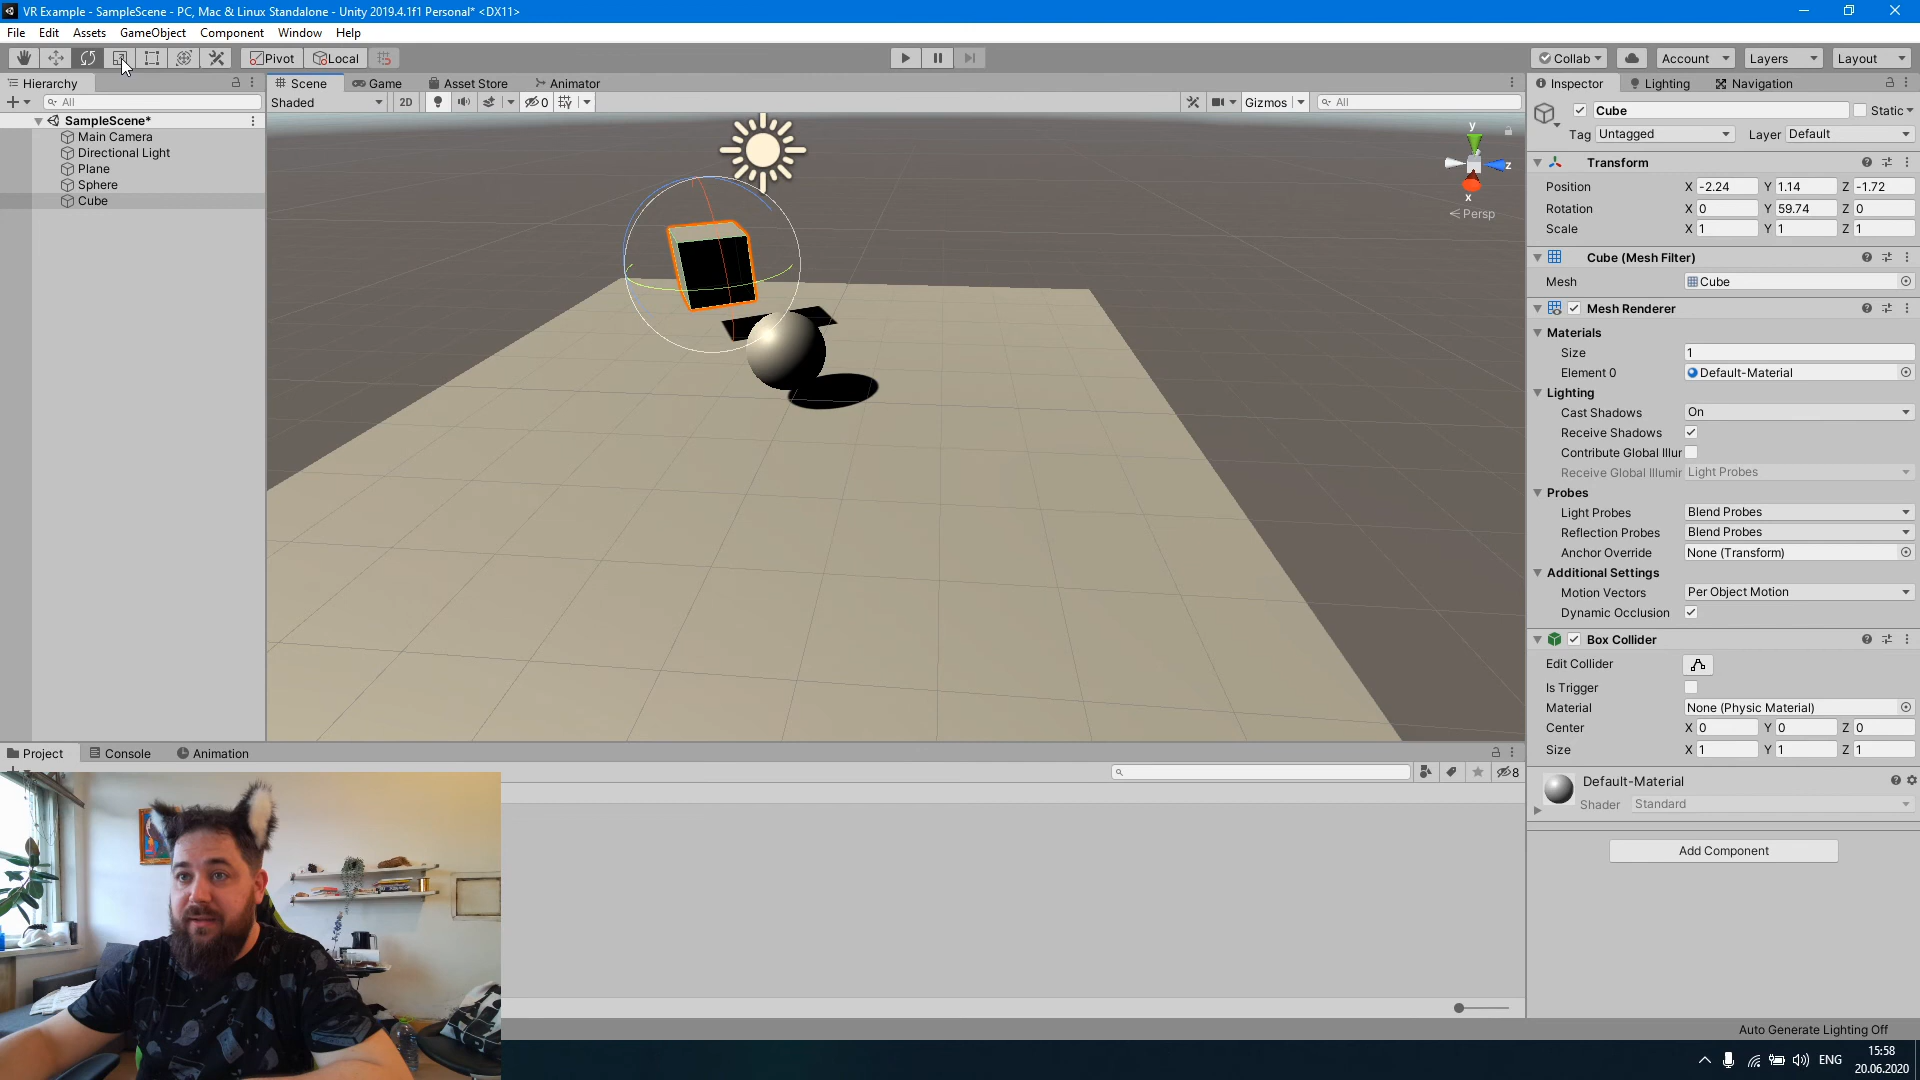 VR Example - SampleScene - PC, Mac & Linux Standalone - Unity 2019.4.1f1 Personal* <DX11>
File Edit Assets GameObject Component Window Help
Pivot Local Collab Account Layers Layout
Hierarchy
All
SampleScene*
Main Camera
Directional Light
Plane
Sphere
Cube
Scene Game Asset Store Animator
Shaded 2D 0 Gizmos All
y
z
x
Persp
Inspector Lighting Navigation
Cube Static
Tag Untagged Layer Default
Transform
Position X -2.24 Y 1.14 Z -1.72
Rotation X 0 Y 59.74 Z 0
Scale X 1 Y 1 Z 1
Cube (Mesh Filter)
Mesh Cube
Mesh Renderer
Materials
Size 1
Element 0 Default-Material
Lighting
Cast Shadows On
Receive Shadows
Contribute Global Illur
Receive Global Illumir Light Probes
Probes
Light Probes Blend Probes
Reflection Probes Blend Probes
Anchor Override None (Transform)
Additional Settings
Motion Vectors Per Object Motion
Dynamic Occlusion
Box Collider
Edit Collider
Is Trigger
Material None (Physic Material)
Center X 0 Y 0 Z 0
Size X 1 Y 1 Z 1
Default-Material
Shader Standard
Add Component
Project Console Animation
8
Auto Generate Lighting Off
ENG
15:58
20.06.2020